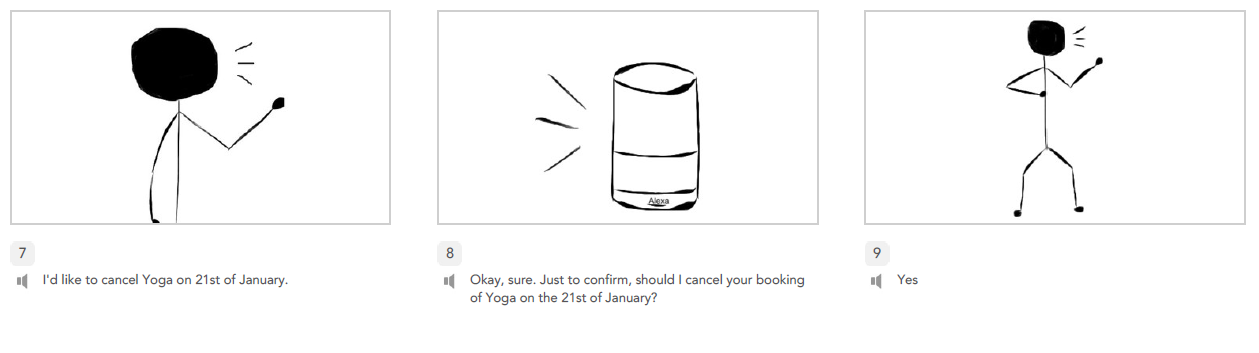 Alexa
7
I'd like to cancel Yoga on 21st of January.
8
Okay, sure. Just to confirm, should I cancel your booking
of Yoga on the 21st of January?
9
Yes